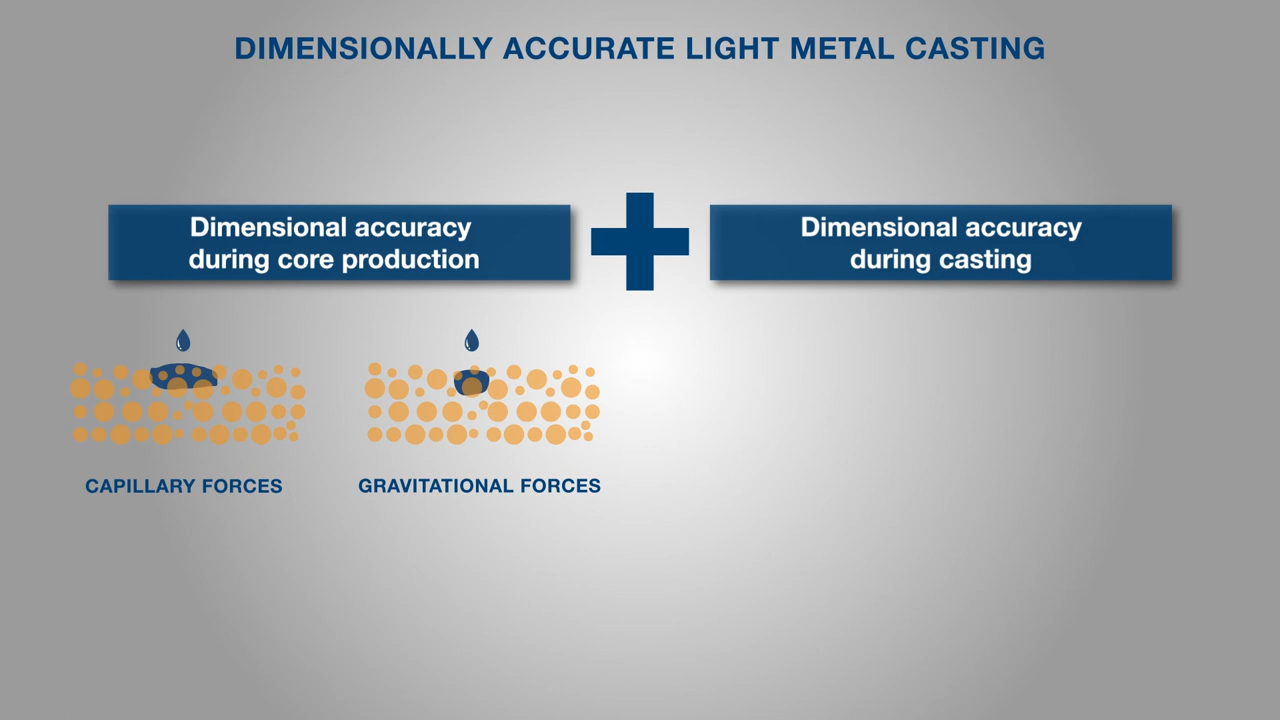 DIMENSIONALLY ACCURATE LIGHT METAL CASTING
Dimensional accuracy
during core production
Dimensional accuracy
during casting
CAPILLARY FORCES
GRAVITATIONAL FORCES